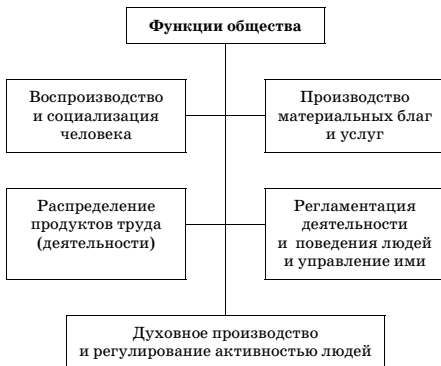 Функции общества
Воспроизводство
и социализация
человека
Производство
материальных благ
и услуг
Распределение
продуктов труда
(деятельности)
Регламентация
деятельности
и поведения людей
и управление ими
Духовное производство
и регулирование активностью людей